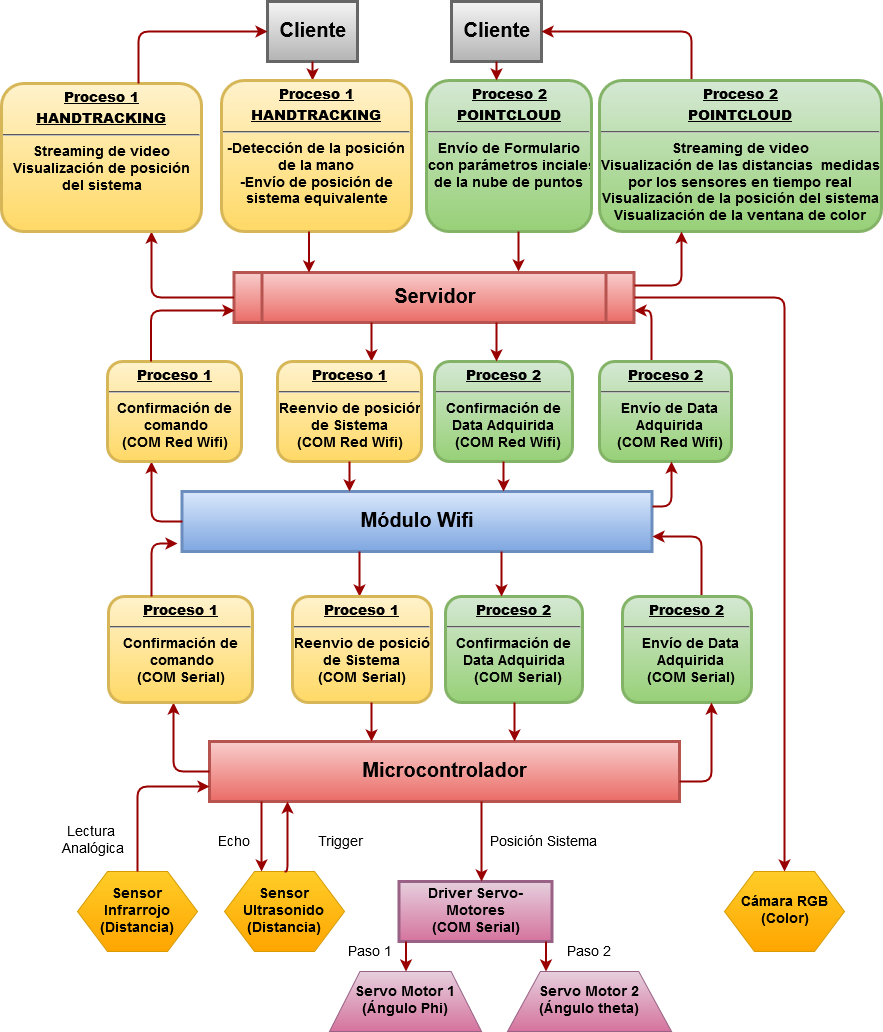 Cliente
Cliente
Proceso 1
HANDTRACKING
Streaming de video
Visualización de posición
del sistema
Proceso 1
HANDTRACKING
-Detección de la posición
de la mano
-Envío de posición de
sistema equivalente
Proceso 2
POINTCLOUD
Envío de Formulario
con parámetros inciales
de la nube de puntos
Proceso 2
POINTCLOUD
Streaming de video
Visualización de las distancias medidas
por los sensores en tiempo real
Visualización de la posición del sistema
Visualización de la ventana de color
Servidor
Proceso 1
Confirmación de
comando
(COM Red Wifi)
Proceso 1
Reenvio de posición
de Sistema
(COM Red Wifi)
Proceso 2
Confirmación de
Data Adquirida
(COM Red Wifi)
Proceso 2
Envío de Data
Adquirida
(COM Red Wifi)
Módulo Wifi
Proceso 1
Confirmación de
comando
(COM Serial)
Proceso 1
Reenvio de posició
de Sistema
(COM Serial)
Proceso 2
Confirmación de
Data Adquirida
(COM Serial)
Proceso 2
Envío de Data
Adquirida
(COM Serial)
Microcontrolador
Lectura
Analógica
Echo
Trigger
Posición Sistema
Sensor
Infrarrojo
(Distancia)
Sensor
Ultrasonido
(Distancia)
Driver Servo-
Motores
(COM Serial)
Cámara RGB
(Color)
Paso 1
Paso 2
Servo Motor 1
(Ángulo Phi)
Servo Motor 2
(Ángulo theta)